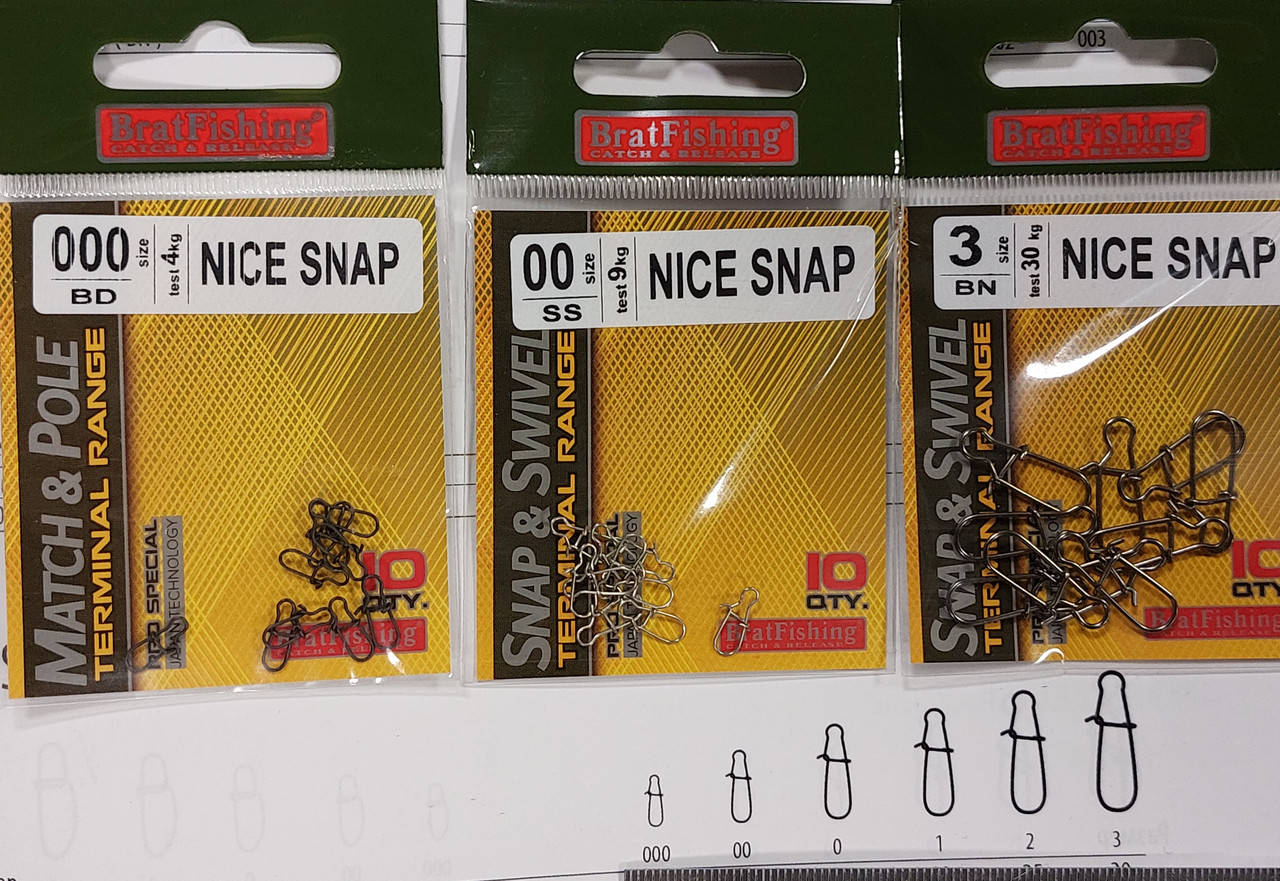 003
BratFishing®
CATCH & RELEASE
000
BD
size
test 4kg
NICE SNAP
MATCH & POLE
TERMINAL RANGE
PRO SPECIAL
JAPAN TECHNOLOGY
10
QTY.
BratFishing
CATCH & RELEASE
BratFishing®
CATCH & RELEASE
00
SS
size
test 9kg
NICE SNAP
SNAP & SWIVEL
TERMINAL RANGE
10
QTY.
BratFishing
CATCH & RELEASE
BratFishing®
CATCH & RELEASE
3
BN
size
test 30 kg
NICE SNAP
SNAP & SWIVEL
TERMINAL RANGE
10
QTY.
BratFishing
CATCH & RELEASE
000 00 0 1 2 3